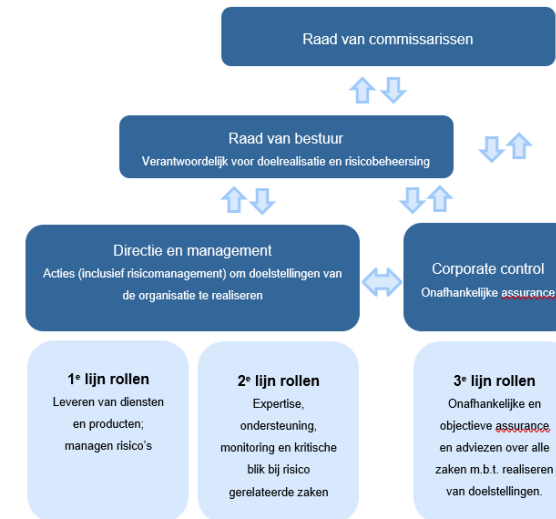 Raad van commissarissen
Raad van bestuur
Verantwoordelijk voor doelrealisatie en risicobeheersing
Directie en management
Acties (inclusief risicomanagement) om doelstellingen van
de organisatie te realiseren
Corporate control
Onafhankelijke assurance
1e lijn rollen
Leveren van diensten
en producten;
managen risico's
2e lijn rollen
Expertise,
ondersteuning,
monitoring en kritische
blik bij risico
gerelateerde zaken
3e lijn rollen
Onafhankelijke en
objectieve assurance
en adviezen over alle
zaken m.b.t. realiseren
van doelstellingen.